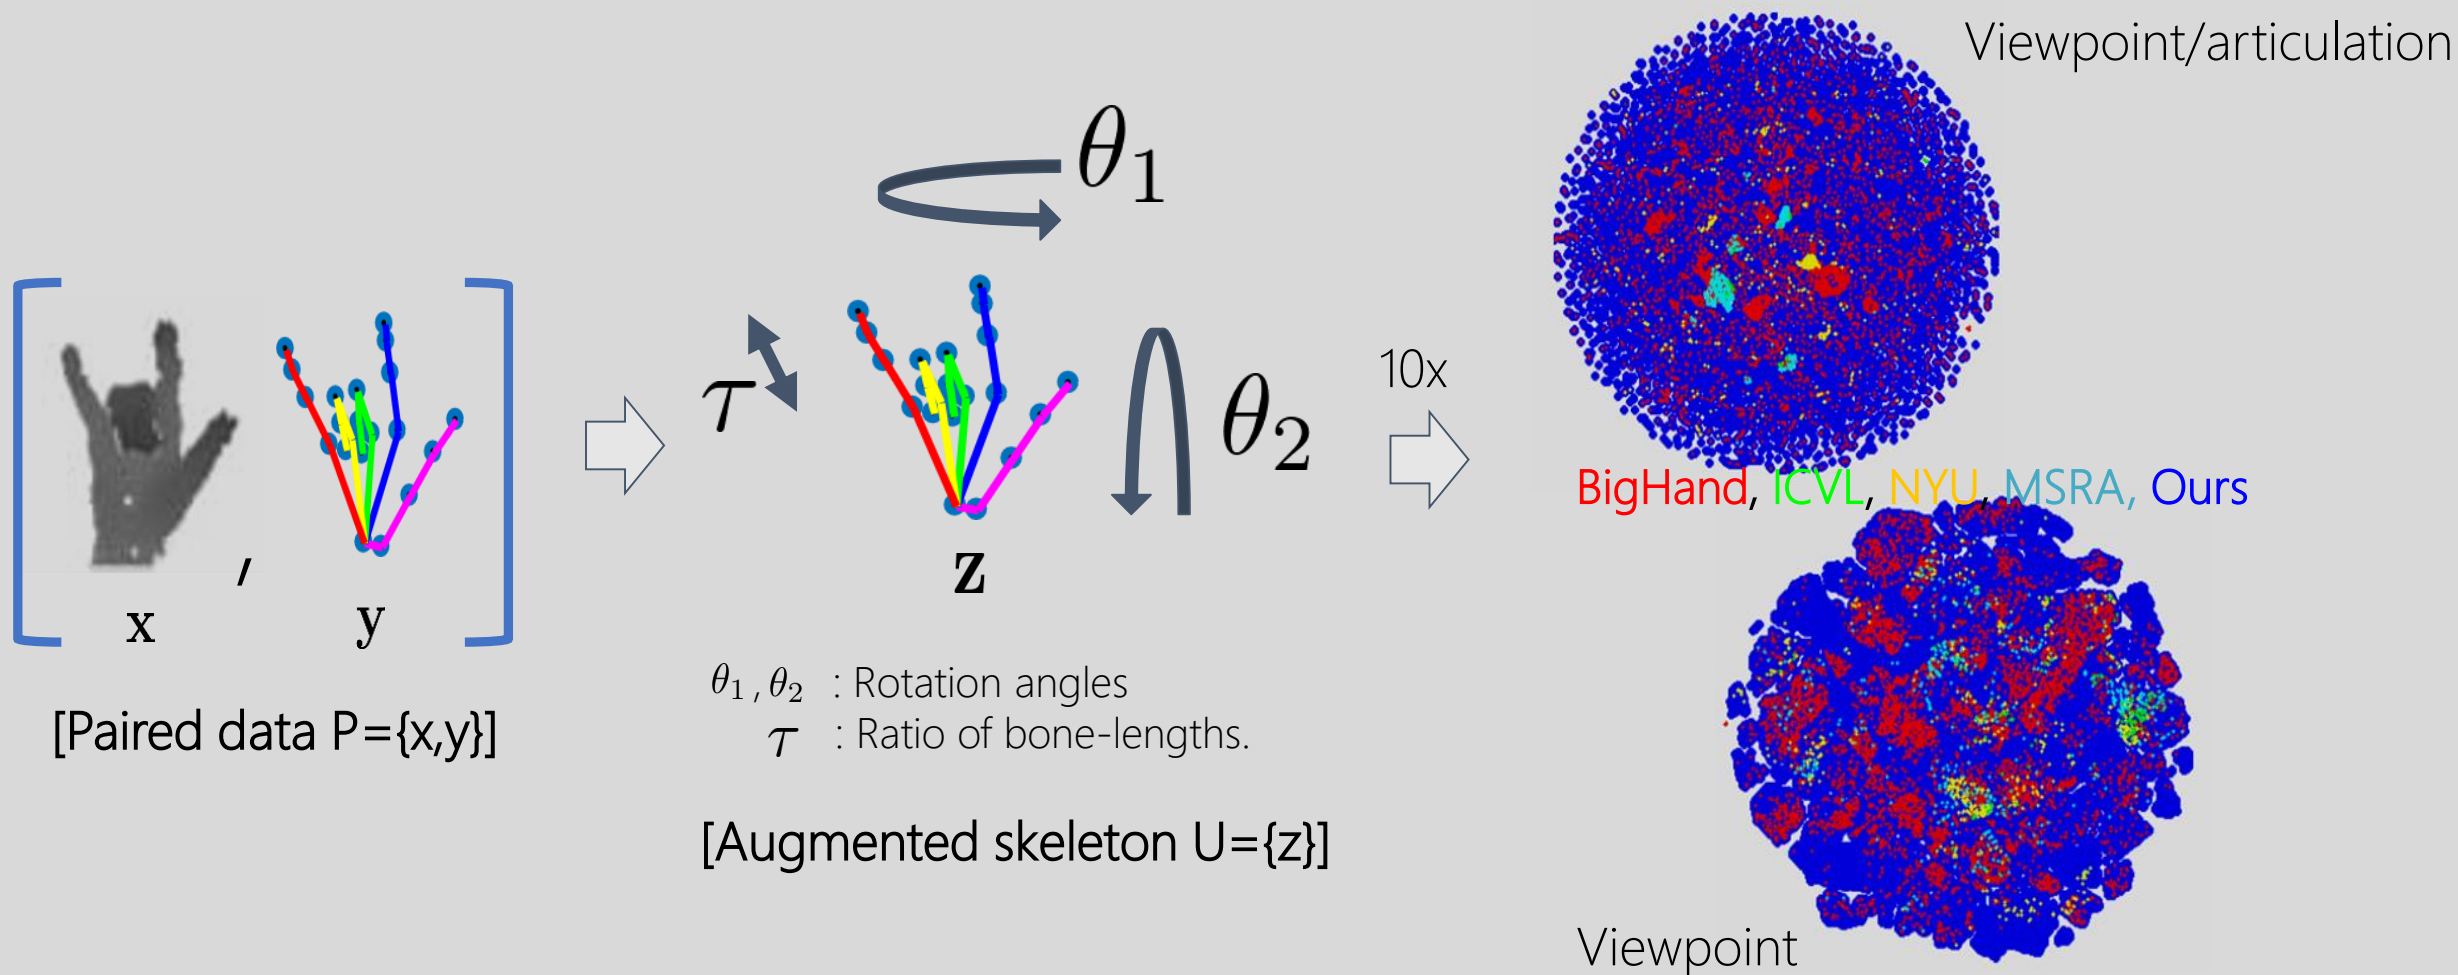 Viewpoint/articulation
θ₁
10x
τ
θ₂
BigHand, ICVL, NYU, MSRA, Ours
,
z
x
y
θ₁, θ₂ : Rotation angles
τ : Ratio of bone-lengths.
[Paired data P={x,y}]
[Augmented skeleton U={z}]
Viewpoint